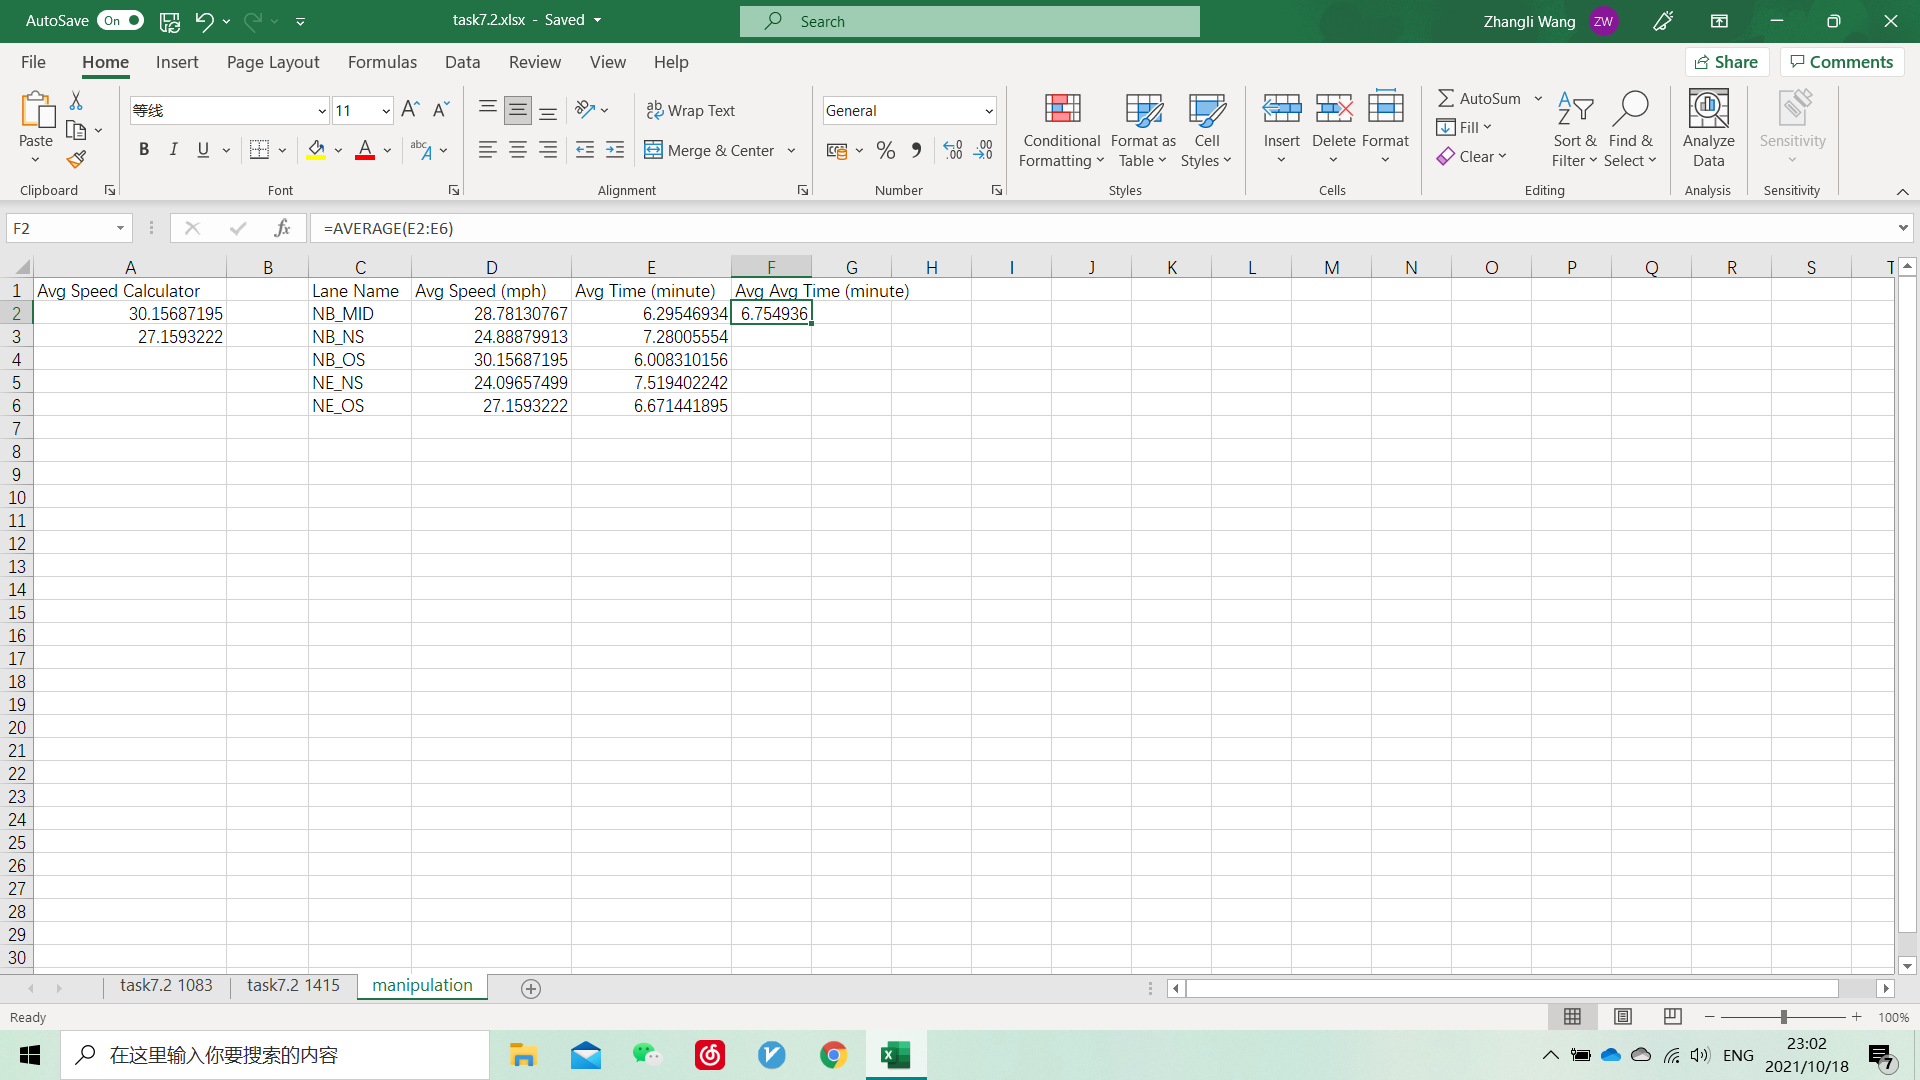 AutoSave On task7.2.xlsx - Saved Search Zhangli Wang ZW
File Home Insert Page Layout Formulas Data Review View Help Share Comments
Paste
Clipboard
等线 11
B I U abc A
Font
ab Wrap Text
Merge & Center
Alignment
General
% 9 .00 .00
Number
Conditional Formatting
Format as Table
Cell Styles
Styles
Insert Delete Format
Cells
AutoSum
Fill
Clear
Sort & Filter
Find & Select
Editing
Analyze Data
Analysis
Sensitivity
Sensitivity
F2 fx =AVERAGE(E2:E6)
A B C D E F G H I J K L M N O P Q R S T
1 Avg Speed Calculator Lane Name Avg Speed (mph) Avg Time (minute) Avg Avg Time (minute)
2 30.15687195 NB_MID 28.78130767 6.29546934 6.754936
3 27.1593222 NB_NS 24.88879913 7.28005554
4 NB_OS 30.15687195 6.008310156
5 NE_NS 24.09657499 7.519402242
6 NE_OS 27.1593222 6.671441895
7
8
9
10
11
12
13
14
15
16
17
18
19
20
21
22
23
24
25
26
27
28
29
30
task7.2 1083 task7.2 1415 manipulation
Ready 100%
在这里输入你要搜索的内容 ENG 23:02
2021/10/18 7